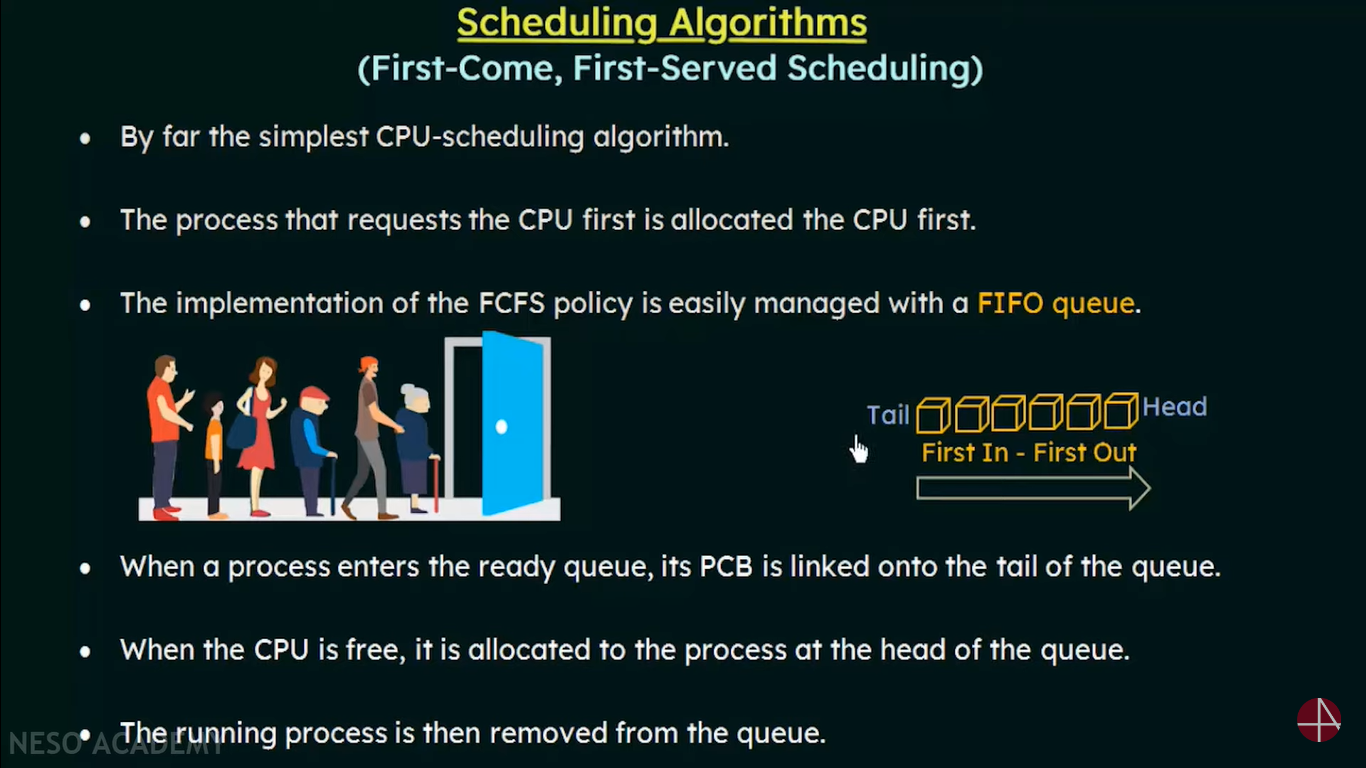 Scheduling Algorithms
(First-Come, First-Served Scheduling)
• By far the simplest CPU-scheduling algorithm.
• The process that requests the CPU first is allocated the CPU first.
• The implementation of the FCFS policy is easily managed with a FIFO queue.
Tail Head
First In - First Out
• When a process enters the ready queue, its PCB is linked onto the tail of the queue.
• When the CPU is free, it is allocated to the process at the head of the queue.
• The running process is then removed from the queue.
NESO ACADEMY